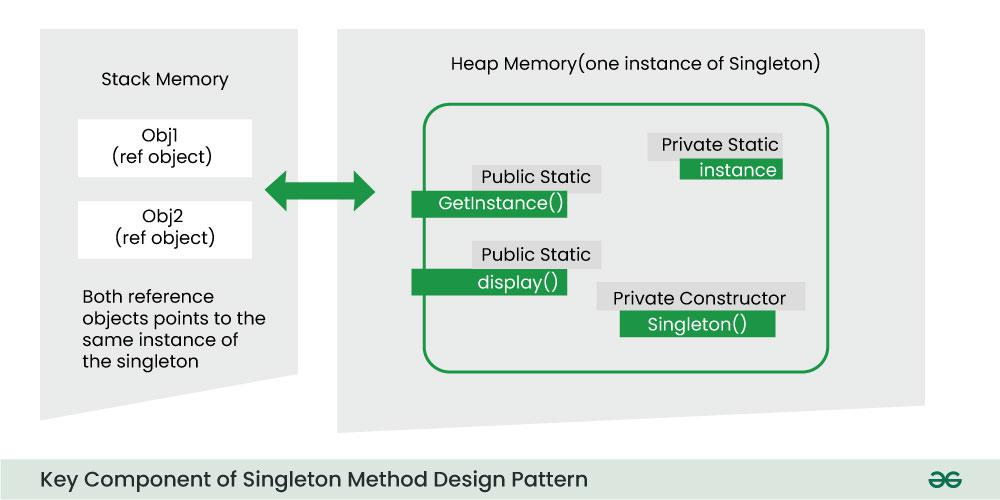 Stack Memory
Obj1
(ref object)
Obj2
(ref object)
Both reference
objects points to the
same instance of
the singleton
Heap Memory(one instance of Singleton)
Private Static
instance
Public Static
GetInstance()
Public Static
display()
Private Constructor
Singleton()
Key Component of Singleton Method Design Pattern